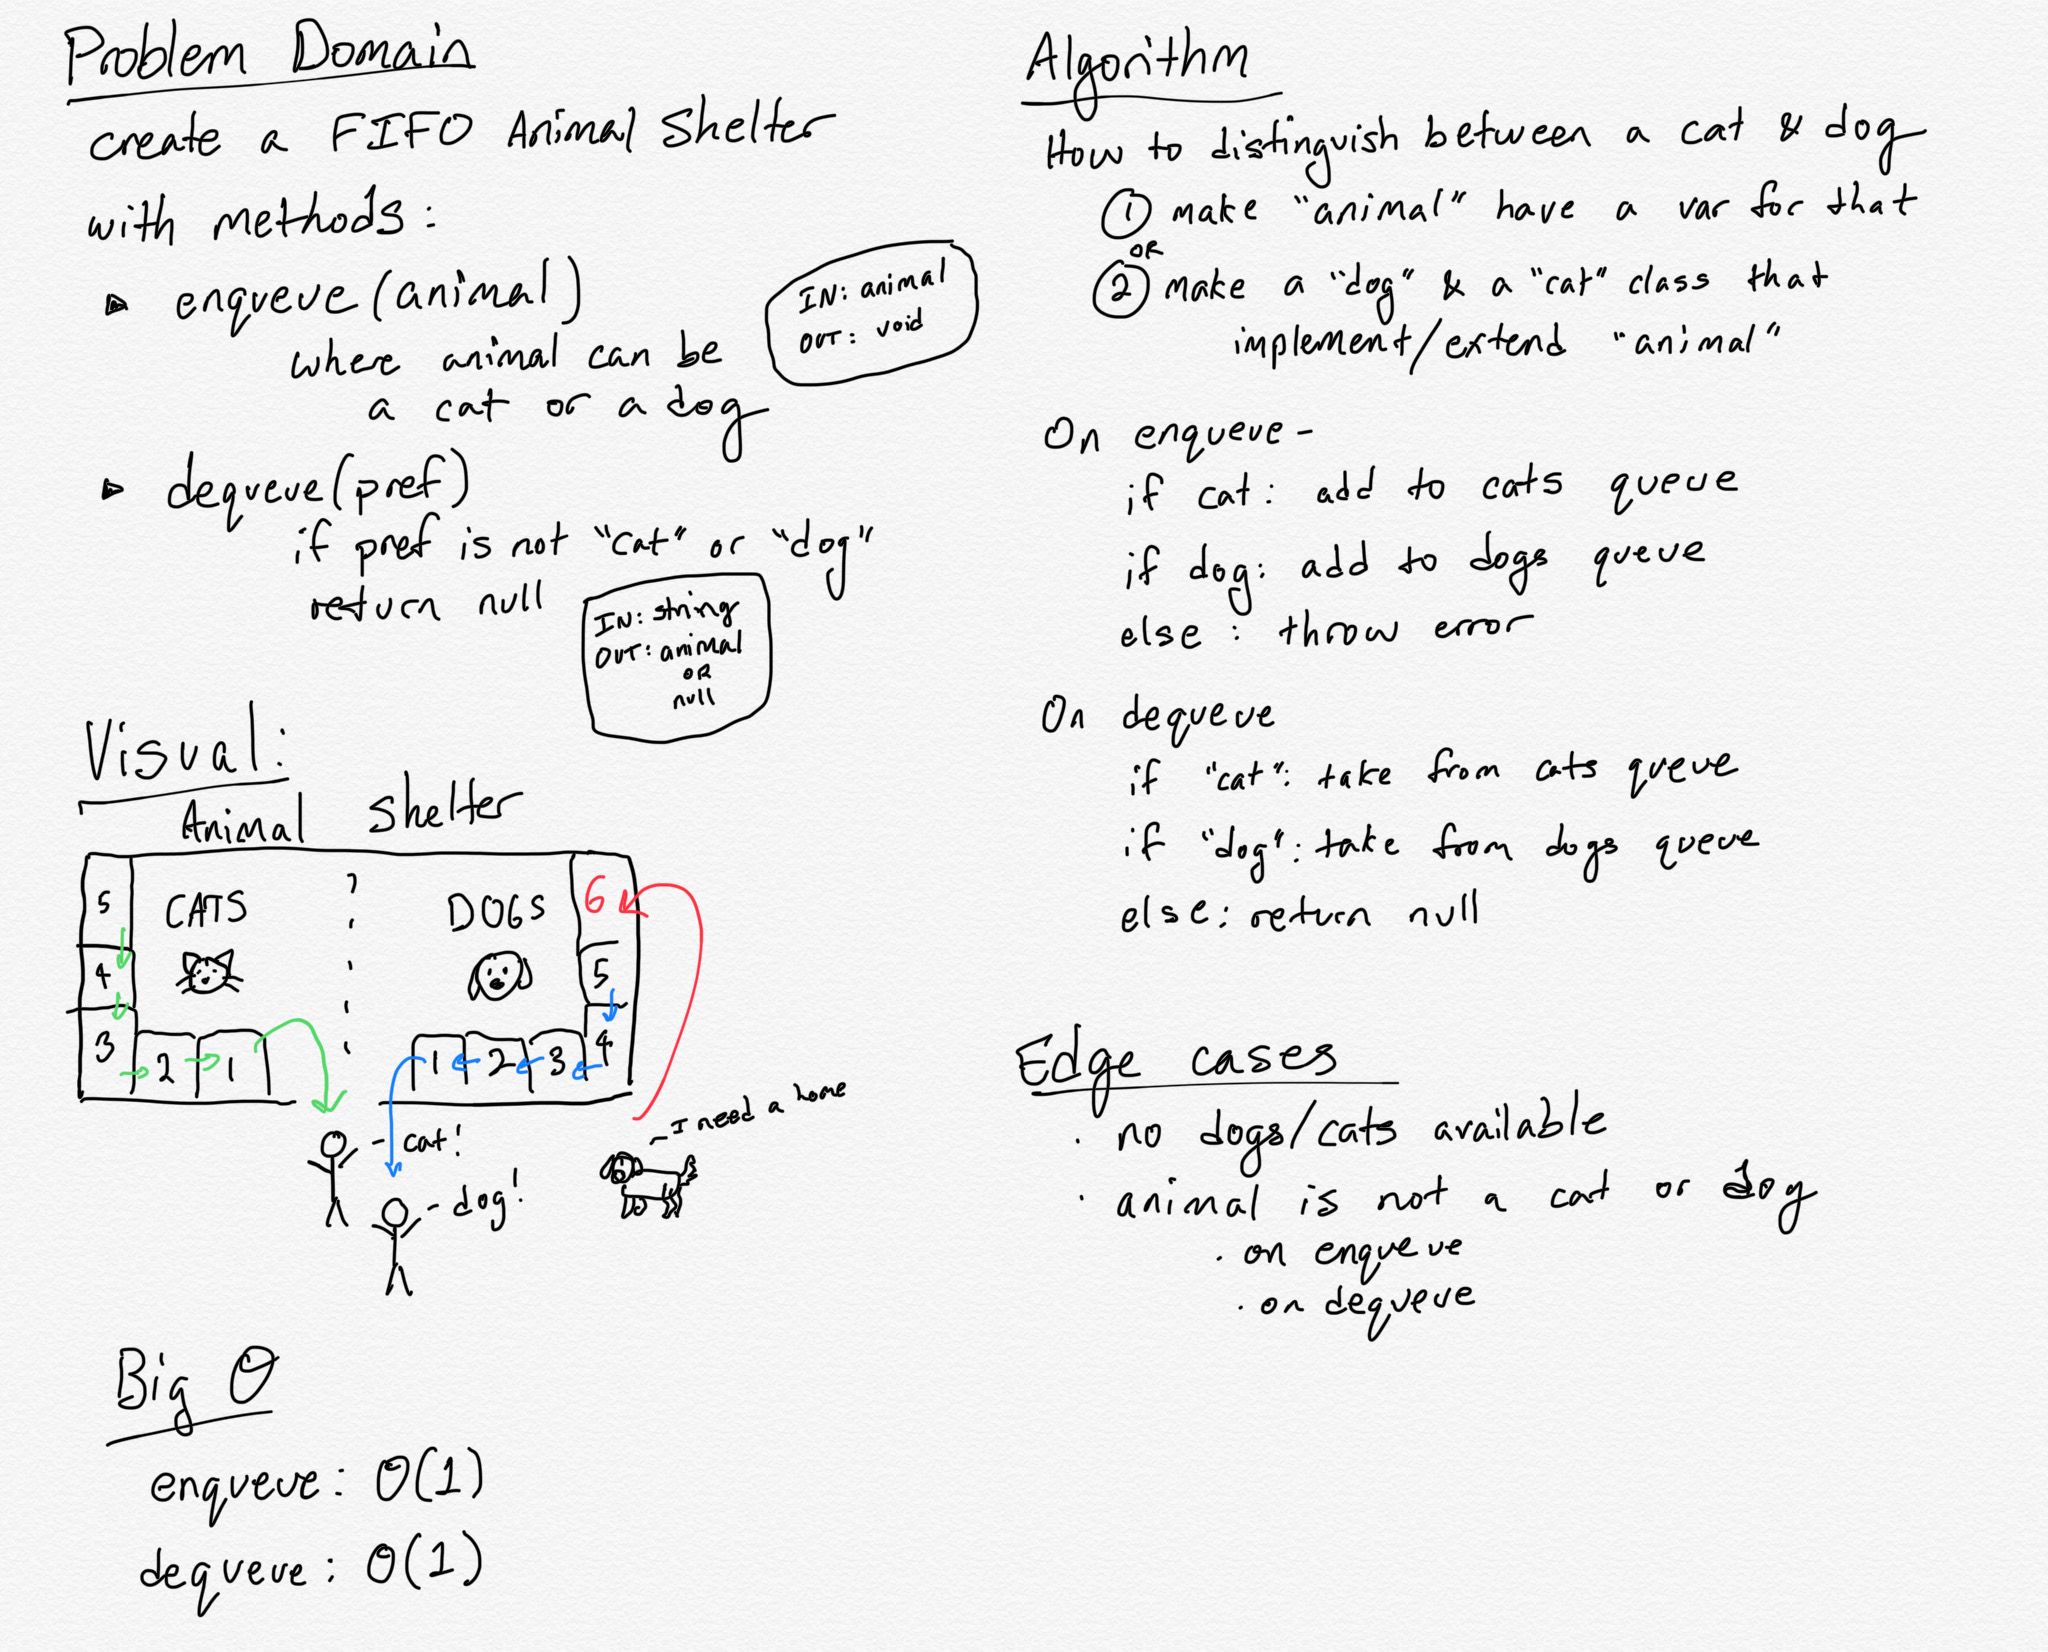 Problem Domain
create a FIFO Animal Shelter
with methods:
▶ enqueue(animal)
where animal can be
a cat or a dog
IN: animal
OUT: void
▶ dequeue(pref)
if pref is not "cat" or "dog"
return null
IN: string
OUT: animal
OR
null
Visual:
Animal Shelter
CATS
DOGS
5
4
3
2
1
1
2
3
4
5
6
- cat!
- dog!
- I need a home
Big O
enqueue: O(1)
dequeue: O(1)
Algorithm
How to distinguish between a cat & dog
① make "animal" have a var for that
OR
② make a "dog" & a "cat" class that
implement/extend "animal"
On enqueue -
if cat: add to cats queue
if dog: add to dogs queue
else: throw error
On dequeue
if "cat": take from cats queue
if "dog": take from dogs queue
else: return null
Edge cases
· no dogs/cats available
· animal is not a cat or dog
· on enqueue
· on dequeue